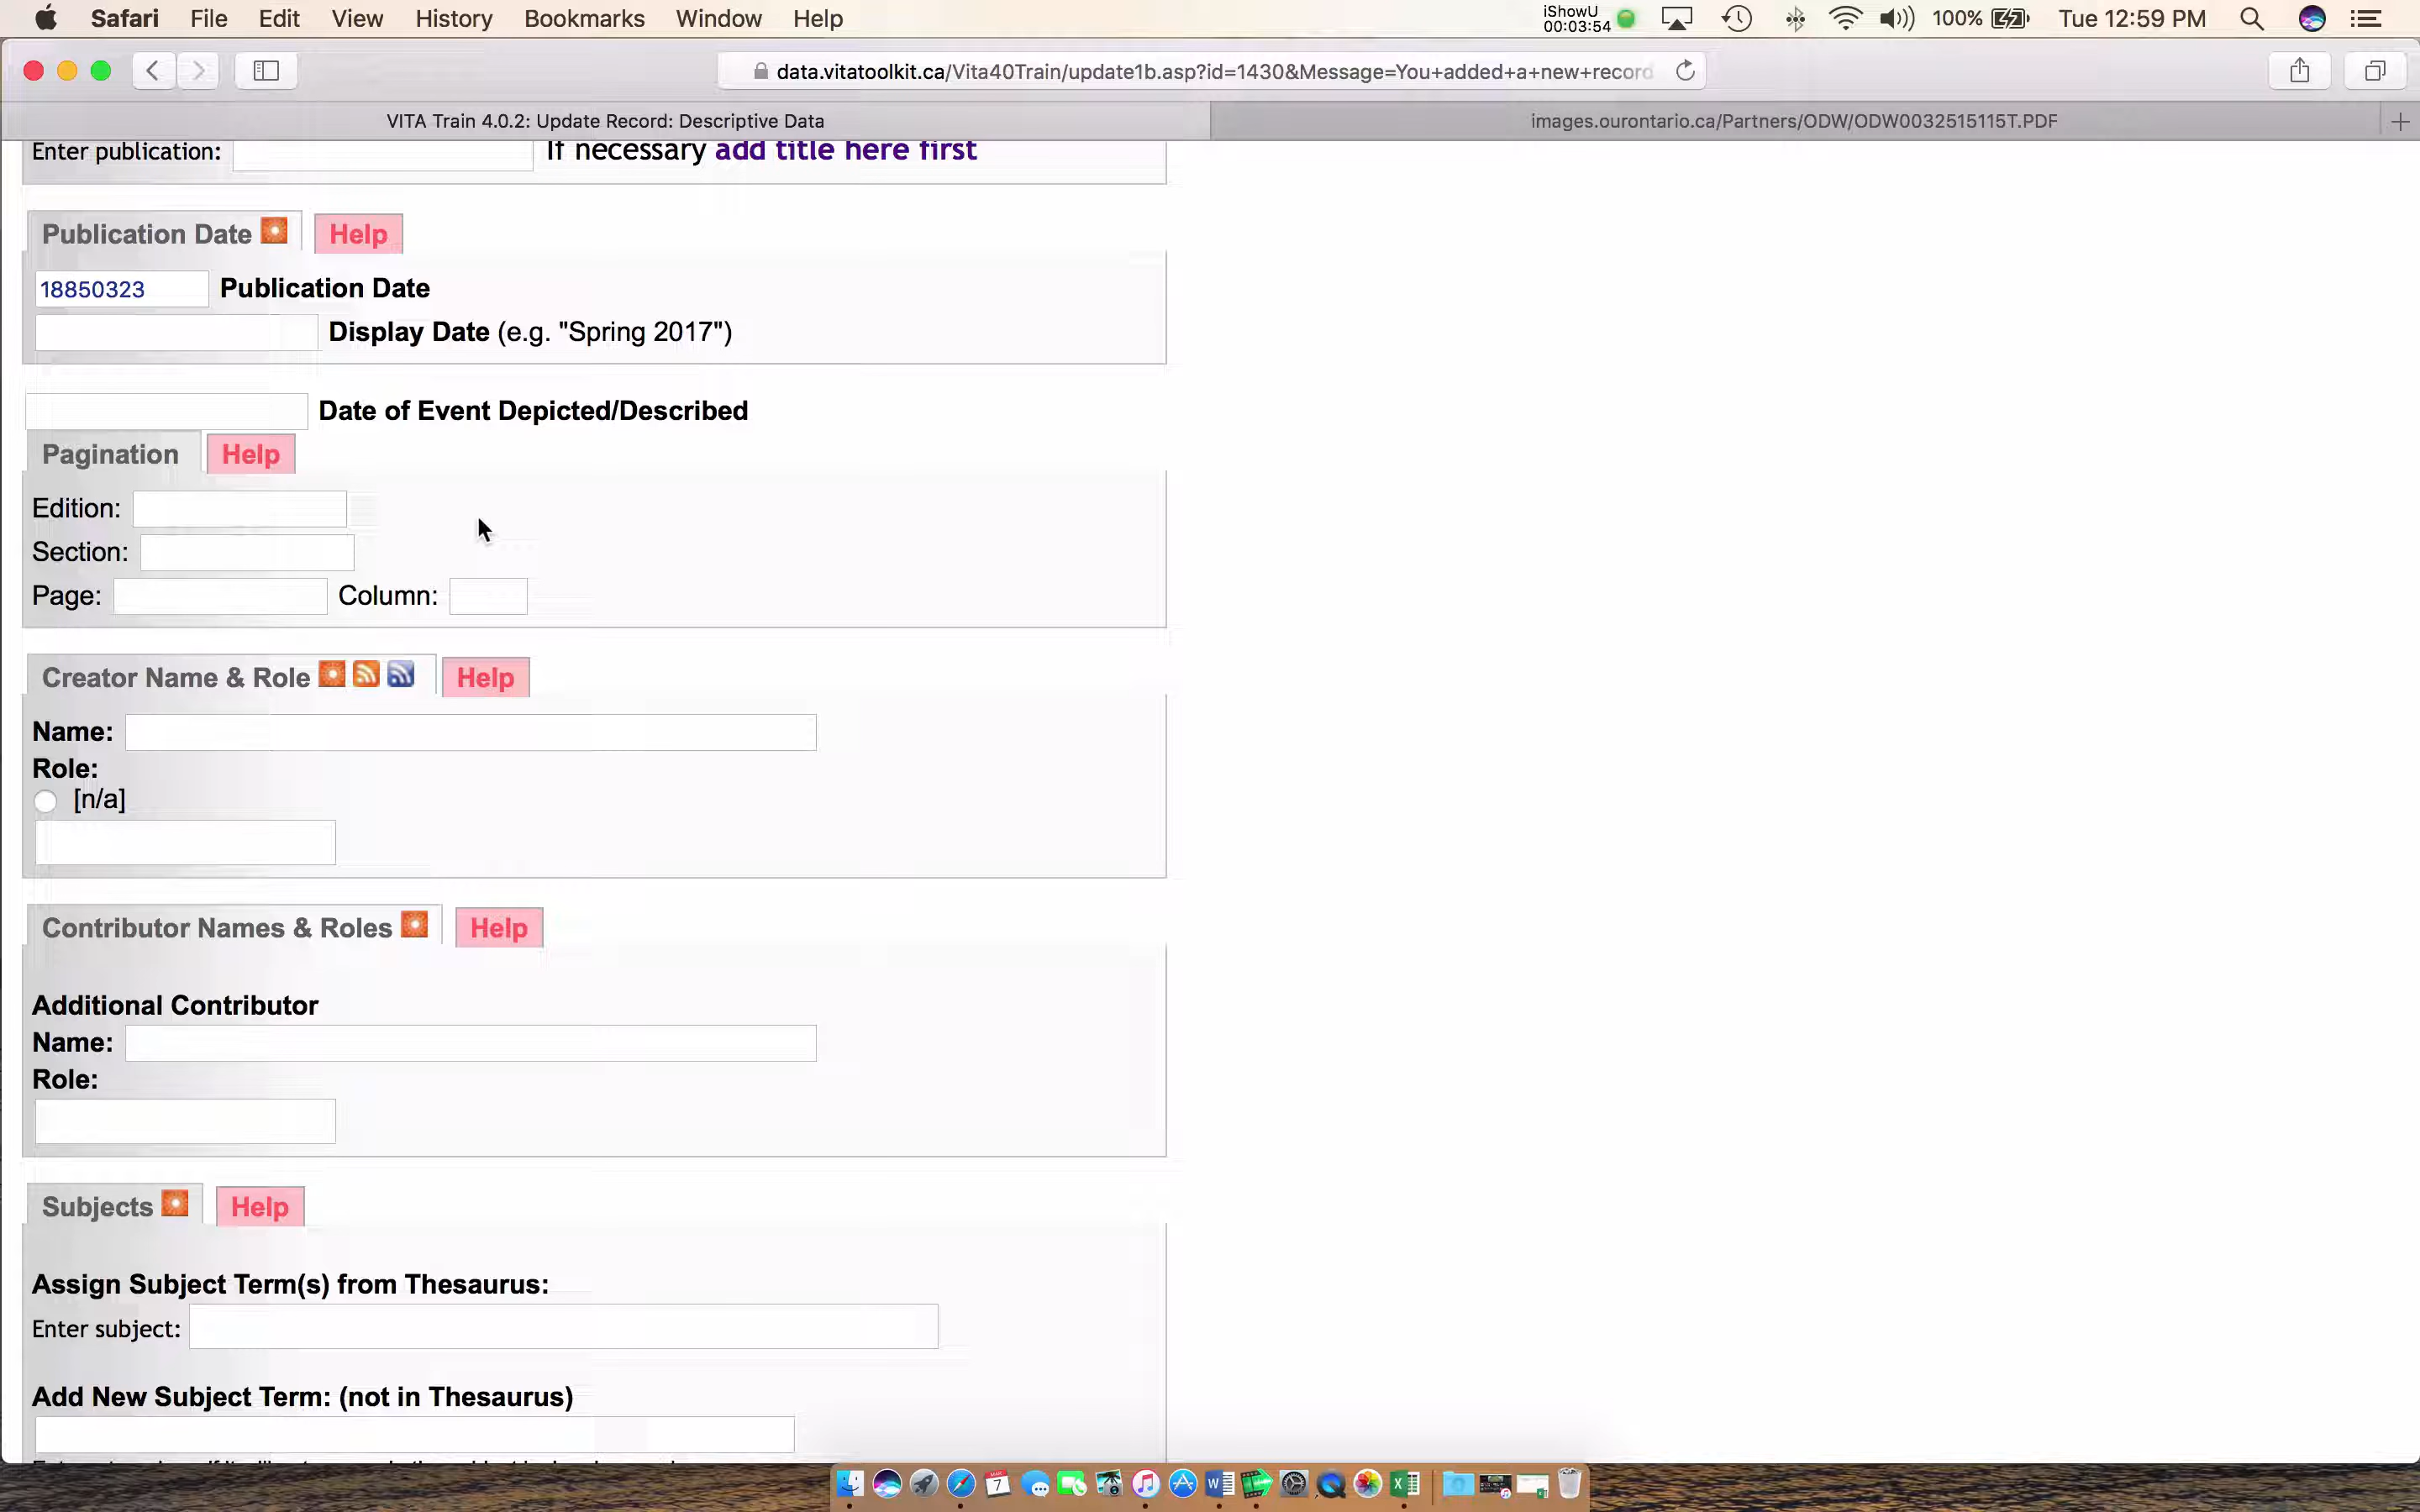 Safari File Edit View History Bookmarks Window Help iShowU 00:03:54 100% Tue 12:59 PM
data.vitatoolkit.ca/Vita40Train/update1b.asp?id=1430&Message=You+added+a+new+record
VITA Train 4.0.2: Update Record: Descriptive Data images.ourontario.ca/Partners/ODW/ODW0032515115T.PDF
Enter publication: If necessary add title here first
Publication Date Help
18850323 Publication Date
Display Date (e.g. "Spring 2017")
Date of Event Depicted/Described
Pagination Help
Edition:
Section:
Page: Column:
Creator Name & Role Help
Name:
Role:
[n/a]
Contributor Names & Roles Help
Additional Contributor
Name:
Role:
Subjects Help
Assign Subject Term(s) from Thesaurus:
Enter subject:
Add New Subject Term: (not in Thesaurus)